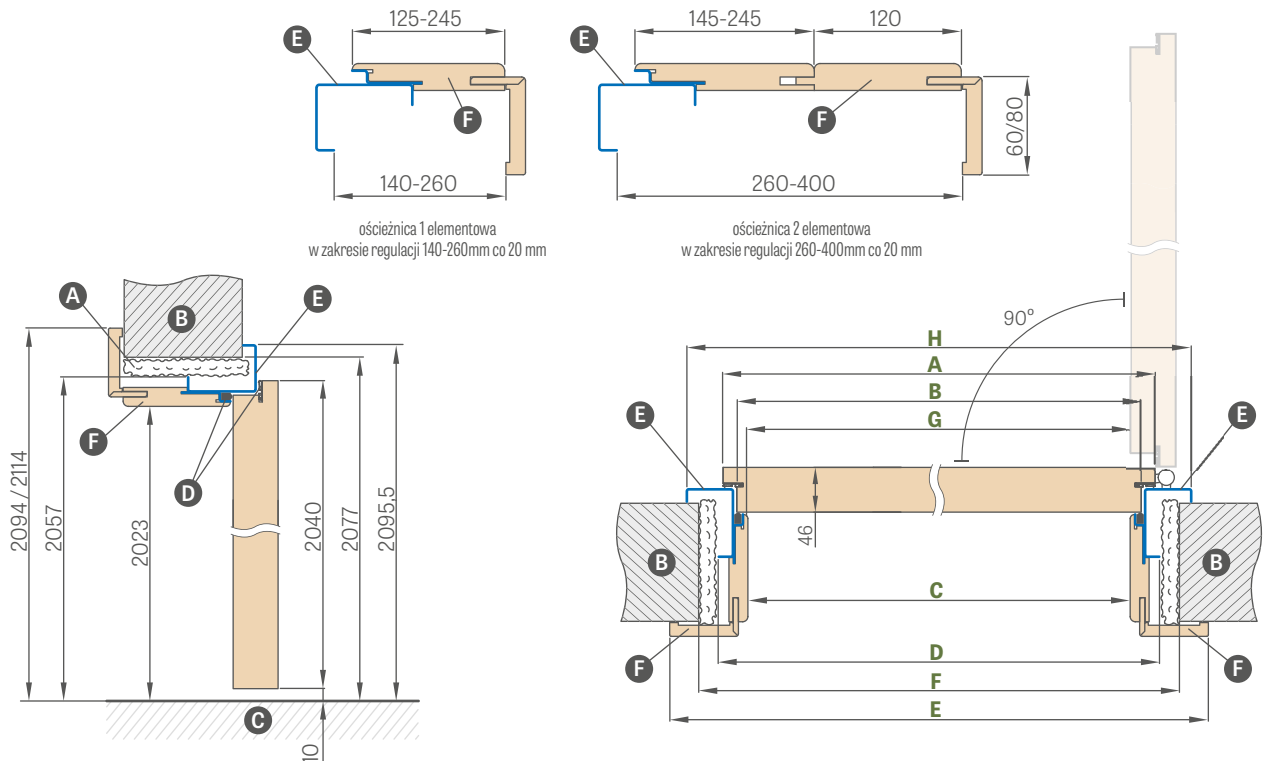 125-245
E
F
140-260
ościeżnica 1 elementowa
w zakresie regulacji 140-260mm co 20 mm
145-245
120
E
F
60/80
260-400
ościeżnica 2 elementowa
w zakresie regulacji 260-400mm co 20 mm
A
B
E
F
D
C
2094 / 2114
2057
2023
2040
2077
2095,5
10
90°
H
A
B
G
E
E
46
B
B
C
F
F
D
F
E